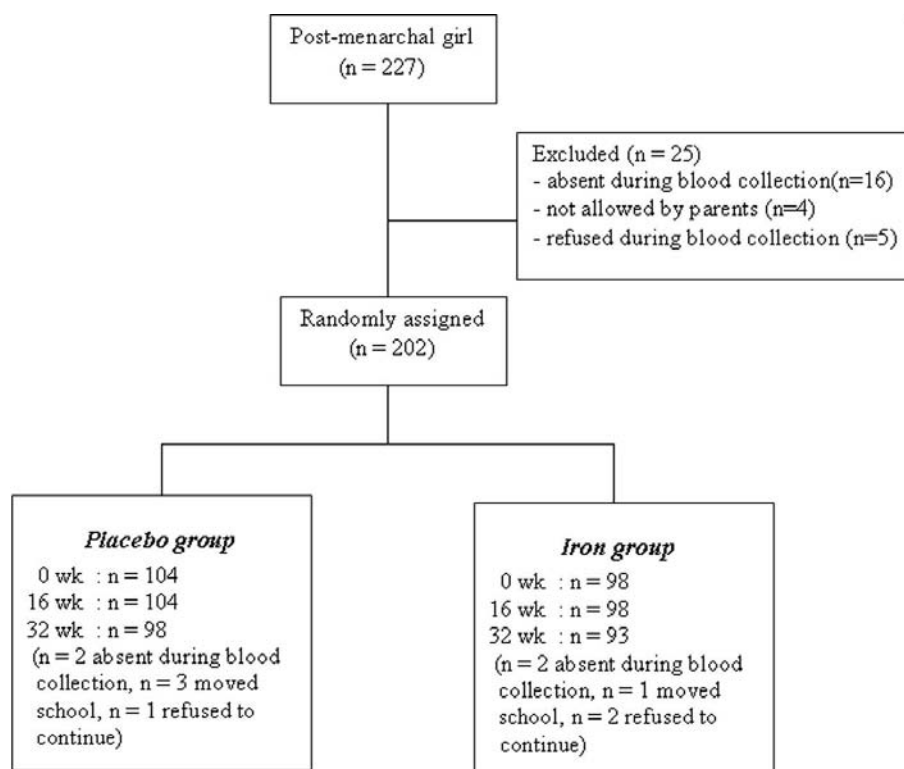 Post-menarchal girl
(n = 227)
Excluded (n = 25)
- absent during blood collection(n=16)
- not allowed by parents (n=4)
- refused during blood collection (n=5)
Randomly assigned
(n = 202)
Placebo group
0 wk : n = 104
16 wk : n = 104
32 wk : n = 98
(n = 2 absent during blood
collection, n = 3 moved
school, n = 1 refused to
continue)
Iron group
0 wk : n = 98
16 wk : n = 98
32 wk : n = 93
(n = 2 absent during blood
collection, n = 1 moved
school, n = 2 refused to
continue)